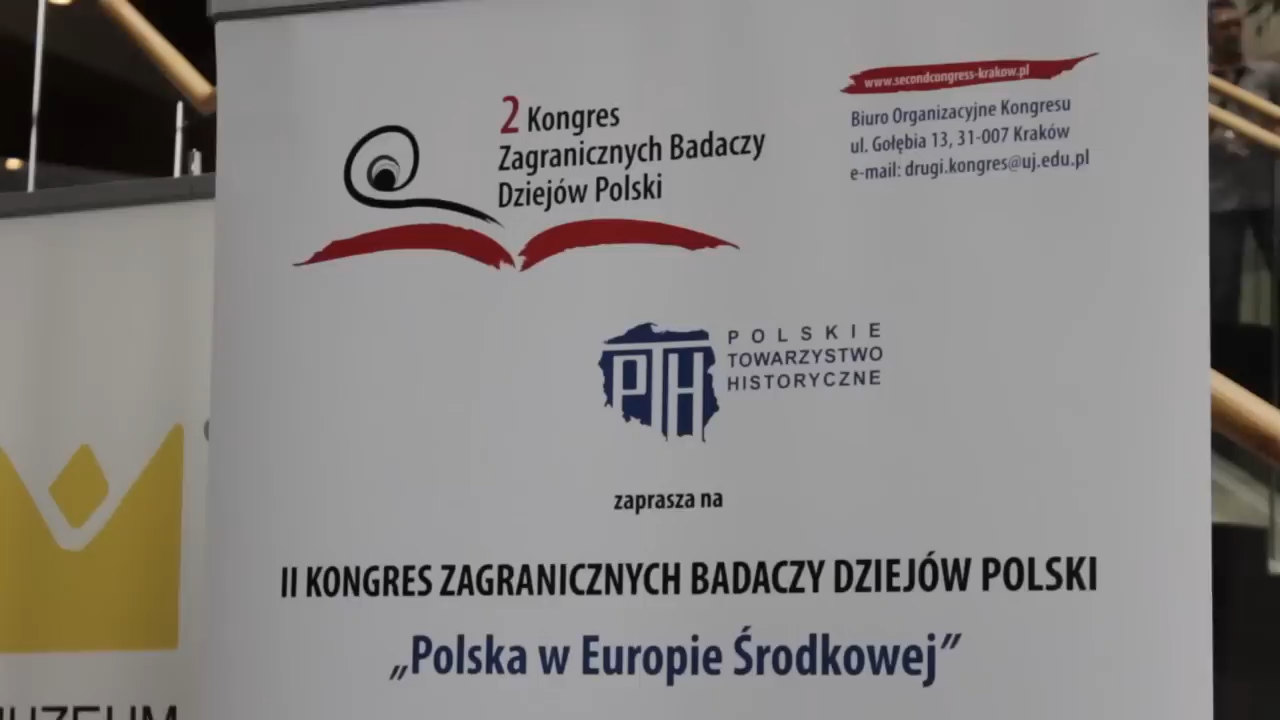 2 Kongres
Zagranicznych Badaczy
Dziejów Polski
www.secondcongress-krakow.pl
Biuro Organizacyjne Kongresu
ul. Gołębia 13, 31-007 Kraków
e-mail: drugi.kongres@uj.edu.pl
PTH
POLSKIE
TOWARZYSTWO
HISTORYCZNE
zaprasza na
II KONGRES ZAGRANICZNYCH BADACZY DZIEJÓW POLSKI
„Polska w Europie Środkowej”